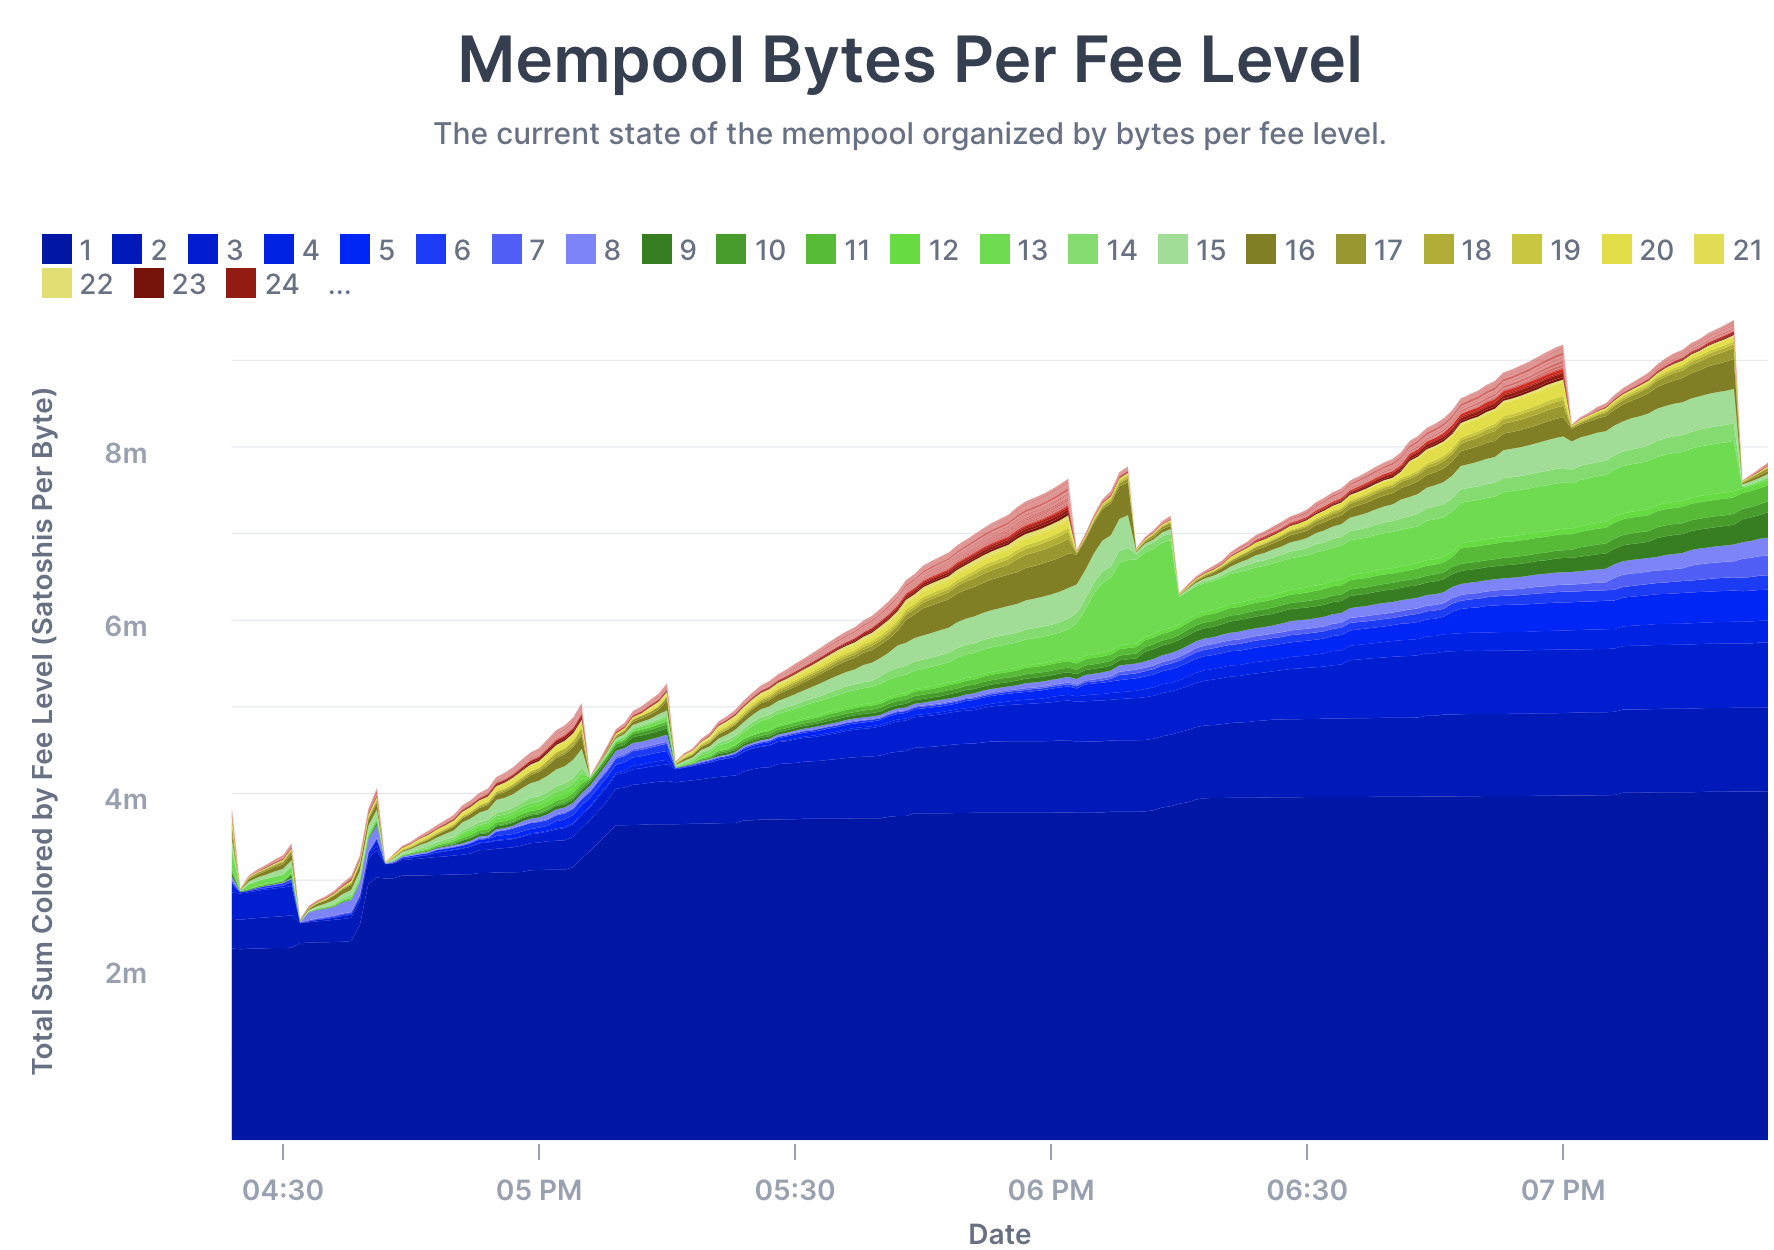 Mempool Bytes Per Fee Level
The current state of the mempool organized by bytes per fee level.
1 2 3 4 5 6 7 8 9 10 11 12 13 14 15 16 17 18 19 20 21
22 23 24 ...
Total Sum Colored by Fee Level (Satoshis Per Byte)
8m
6m
4m
2m
04:30 05 PM 05:30 06 PM 06:30 07 PM
Date